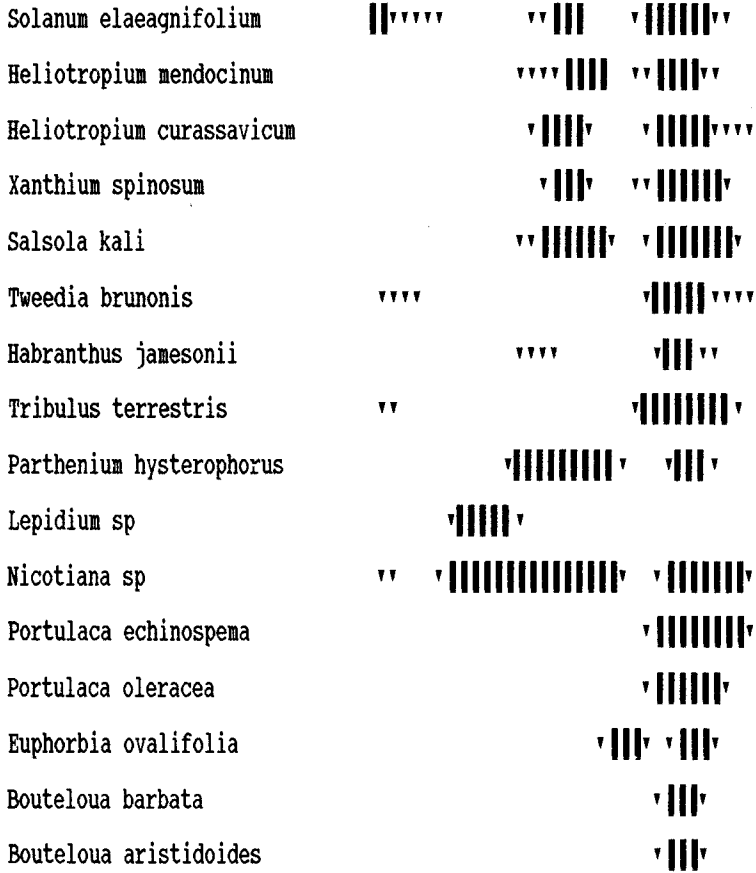 Solanum elaeagnifolium
Heliotropium mendocinum
Heliotropium curassavicum
Xanthium spinosum
Salsola kali
Tweedia brunonis
Habranthus jamesonii
Tribulus terrestris
Parthenium hysterophorus
Lepidium sp
Nicotiana sp
Portulaca echinospema
Portulaca oleracea
Euphorbia ovalifolia
Bouteloua barbata
Bouteloua aristidoides